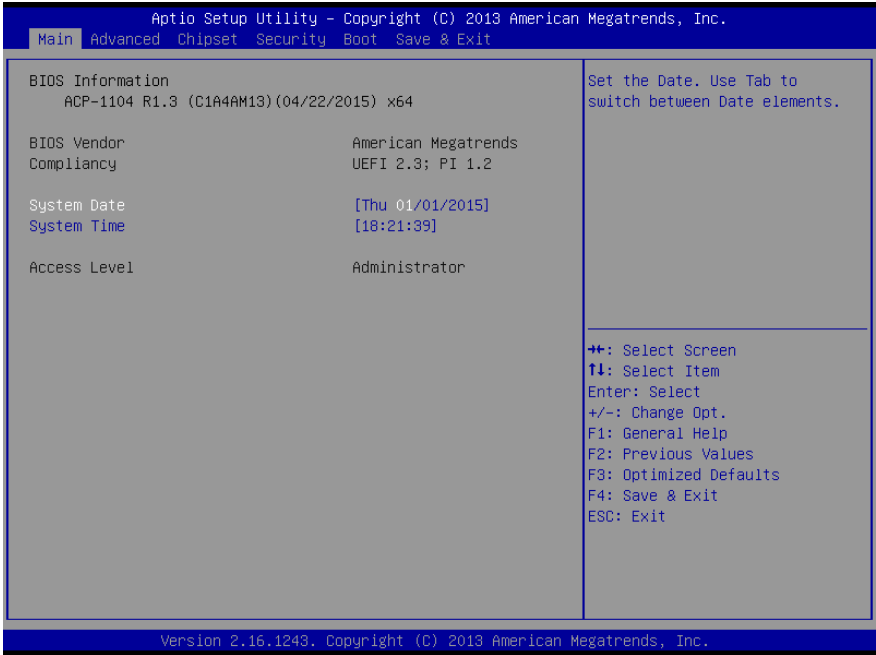 Aptio Setup Utility – Copyright (C) 2013 American Megatrends, Inc.
Main Advanced Chipset Security Boot Save & Exit
BIOS Information
ACP-1104 R1.3 (C1A4AM13)(04/22/2015) x64
BIOS Vendor American Megatrends
Compliancy UEFI 2.3; PI 1.2
System Date [Thu 01/01/2015]
System Time [18:21:39]
Access Level Administrator
Set the Date. Use Tab to
switch between Date elements.
→←: Select Screen
↑↓: Select Item
Enter: Select
+/-: Change Opt.
F1: General Help
F2: Previous Values
F3: Optimized Defaults
F4: Save & Exit
ESC: Exit
Version 2.16.1243. Copyright (C) 2013 American Megatrends, Inc.